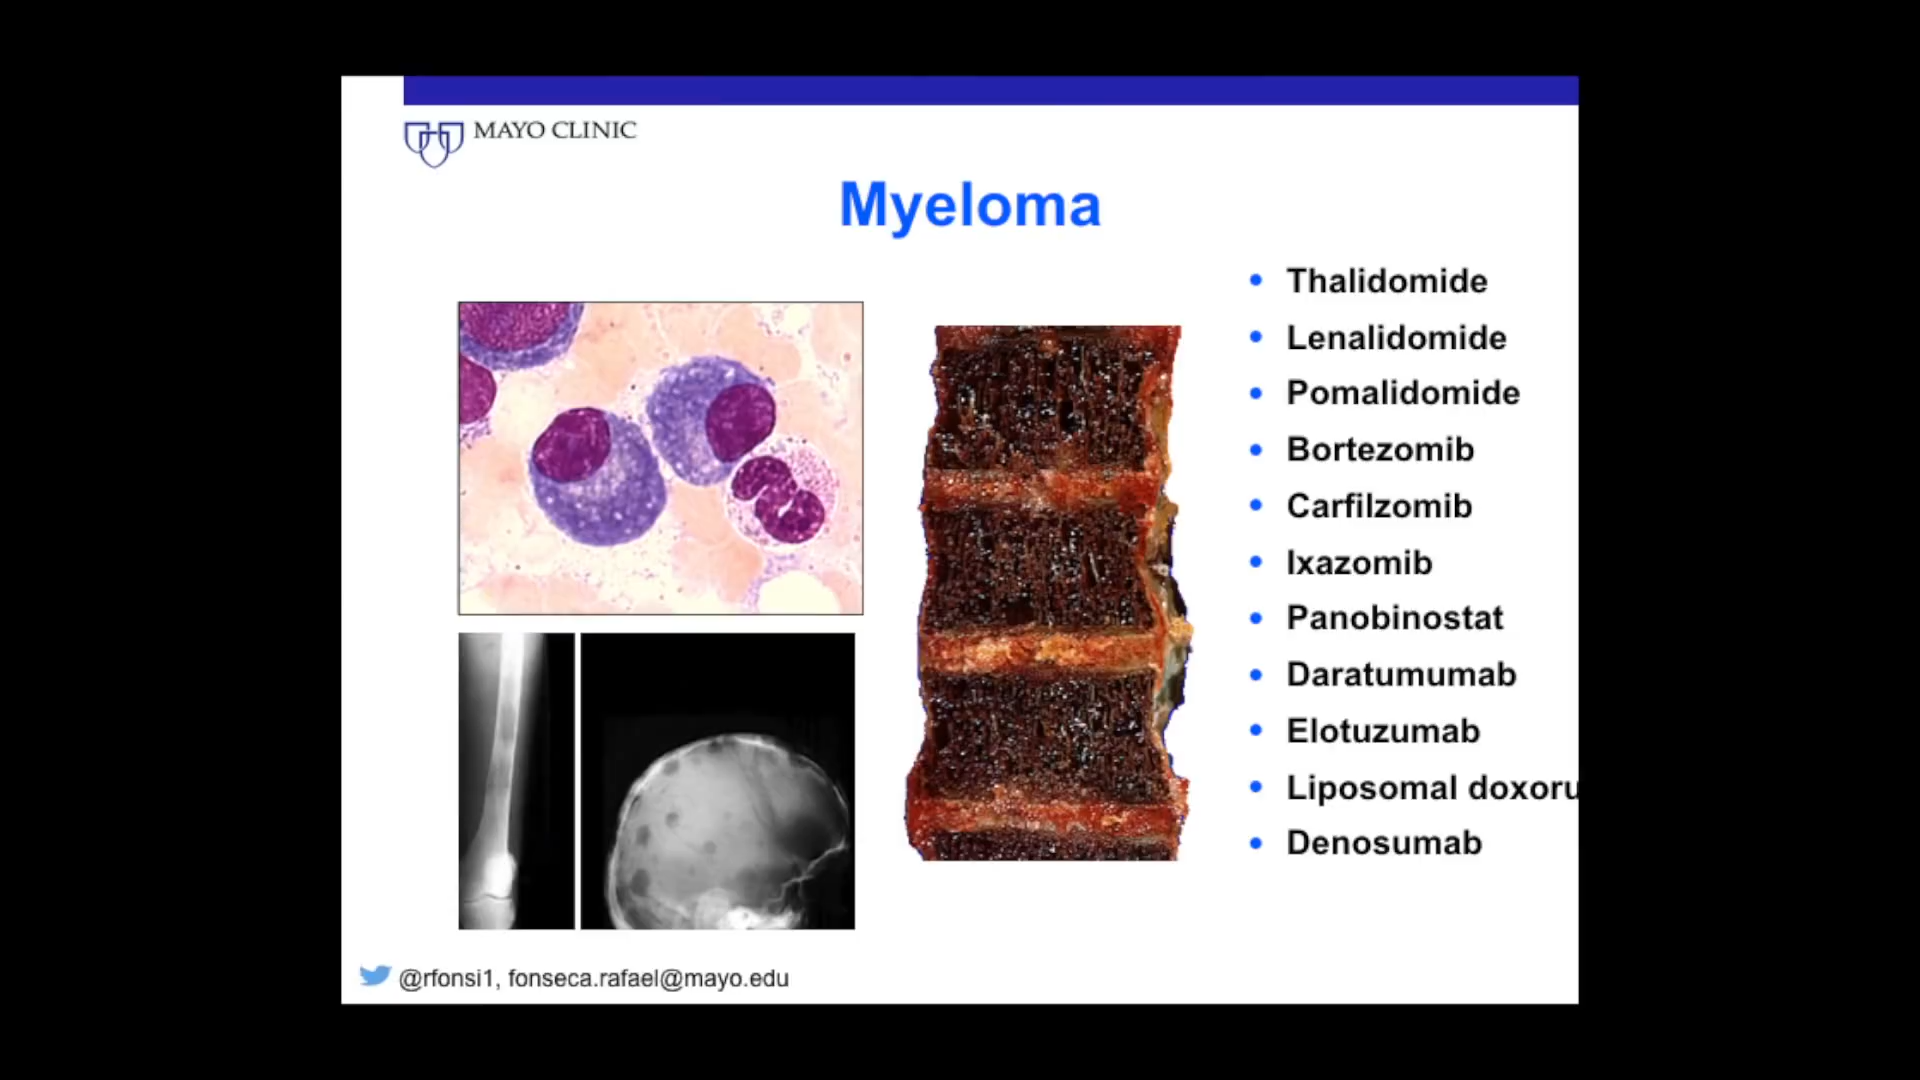 MAYO CLINIC
Myeloma
• Thalidomide
• Lenalidomide
• Pomalidomide
• Bortezomib
• Carfilzomib
• Ixazomib
• Panobinostat
• Daratumumab
• Elotuzumab
• Liposomal doxoru
• Denosumab
@rfonsi1, fonseca.rafael@mayo.edu